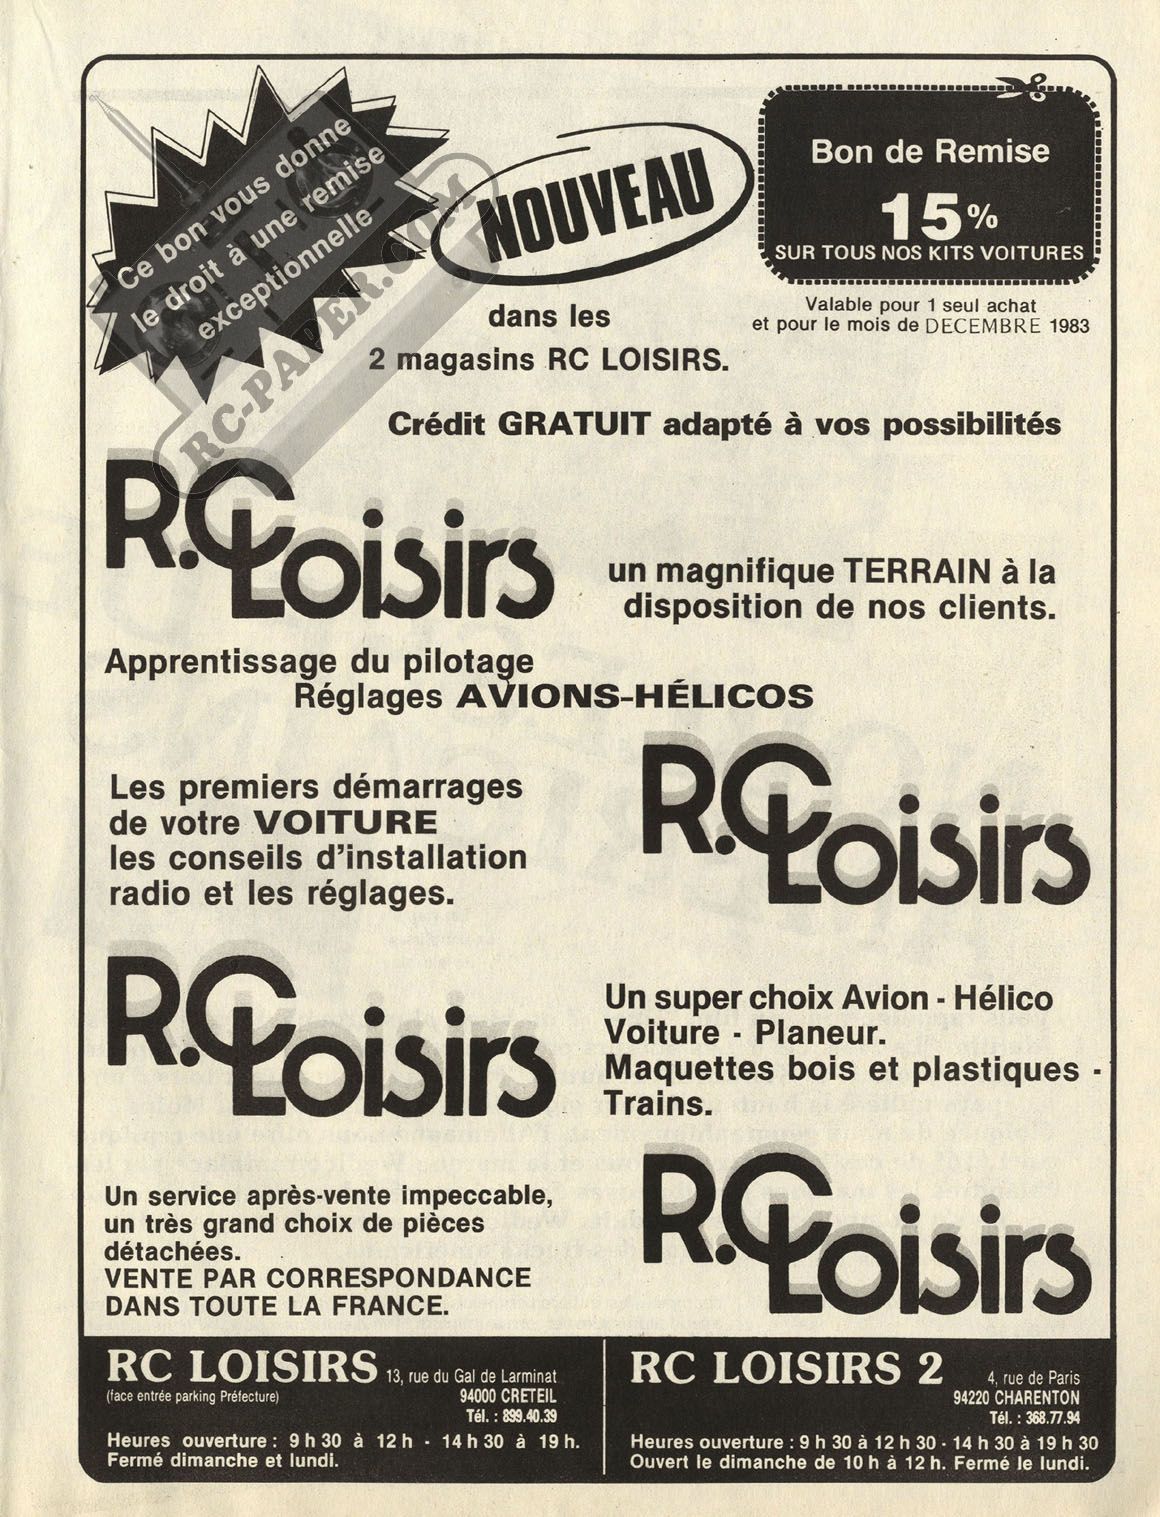 Ce bon vous donne
le droit à une remise
exceptionnelle
RC-PAPER.COM
NOUVEAU
Bon de Remise
15%
SUR TOUS NOS KITS VOITURES
Valable pour 1 seul achat
et pour le mois de DECEMBRE 1983
dans les
2 magasins RC LOISIRS.
Crédit GRATUIT adapté à vos possibilités
R.C Loisirs
un magnifique TERRAIN à la
disposition de nos clients.
Apprentissage du pilotage
Réglages AVIONS-HÉLICOS
Les premiers démarrages
de votre VOITURE
les conseils d'installation
radio et les réglages.
R.C Loisirs
R.C Loisirs
Un super choix Avion - Hélico
Voiture - Planeur.
Maquettes bois et plastiques -
Trains.
Un service après-vente impeccable,
un très grand choix de pièces
détachées.
VENTE PAR CORRESPONDANCE
DANS TOUTE LA FRANCE.
R.C Loisirs
RC LOISIRS 13, rue du Gal de Larminat
(face entrée parking Préfecture) 94000 CRETEIL
Tél. : 899.40.39
Heures ouverture : 9 h 30 à 12 h - 14 h 30 à 19 h.
Fermé dimanche et lundi.
RC LOISIRS 2 4, rue de Paris
94220 CHARENTON
Tél. : 368.77.94
Heures ouverture : 9 h 30 à 12 h 30 - 14 h 30 à 19 h 30
Ouvert le dimanche de 10 h à 12 h. Fermé le lundi.